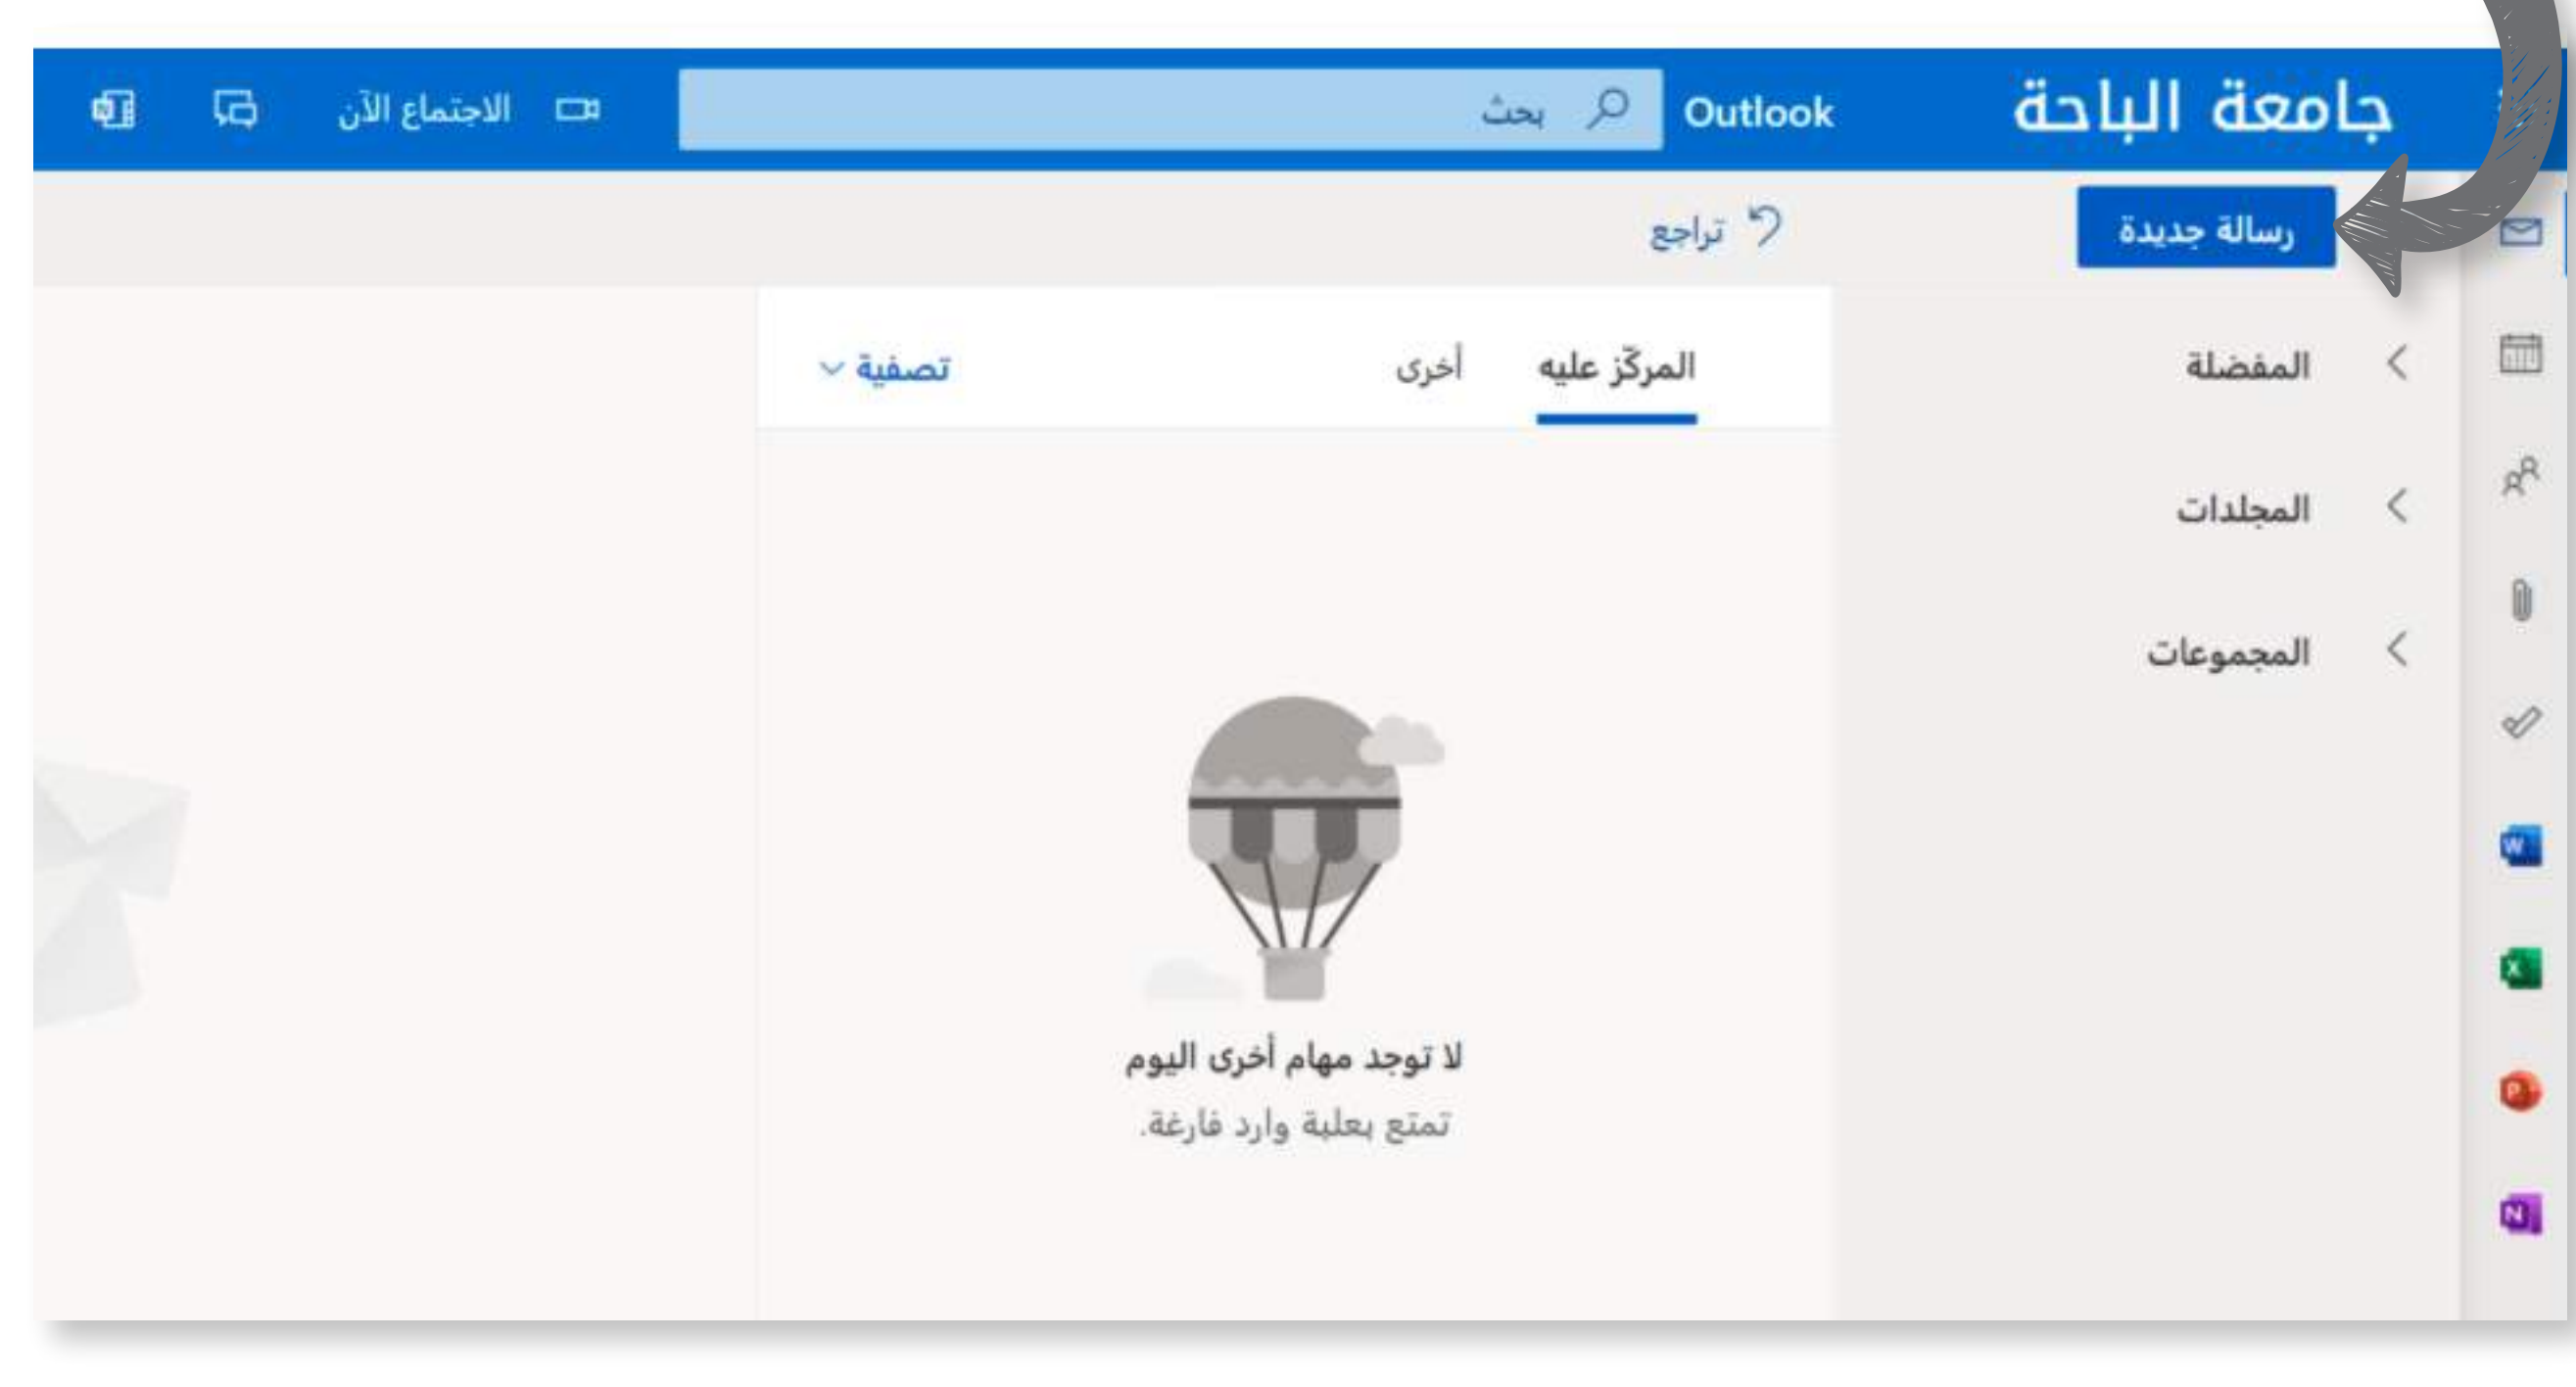 جامعة الباحة
Outlook
بحث
الاجتماع الآن
رسالة جديدة
تراجع
المفضلة
المجلدات
المجموعات
المركّز عليه
أخرى
تصفية
لا توجد مهام أخرى اليوم
تمتع بعلبة وارد فارغة.
W
X
P
N